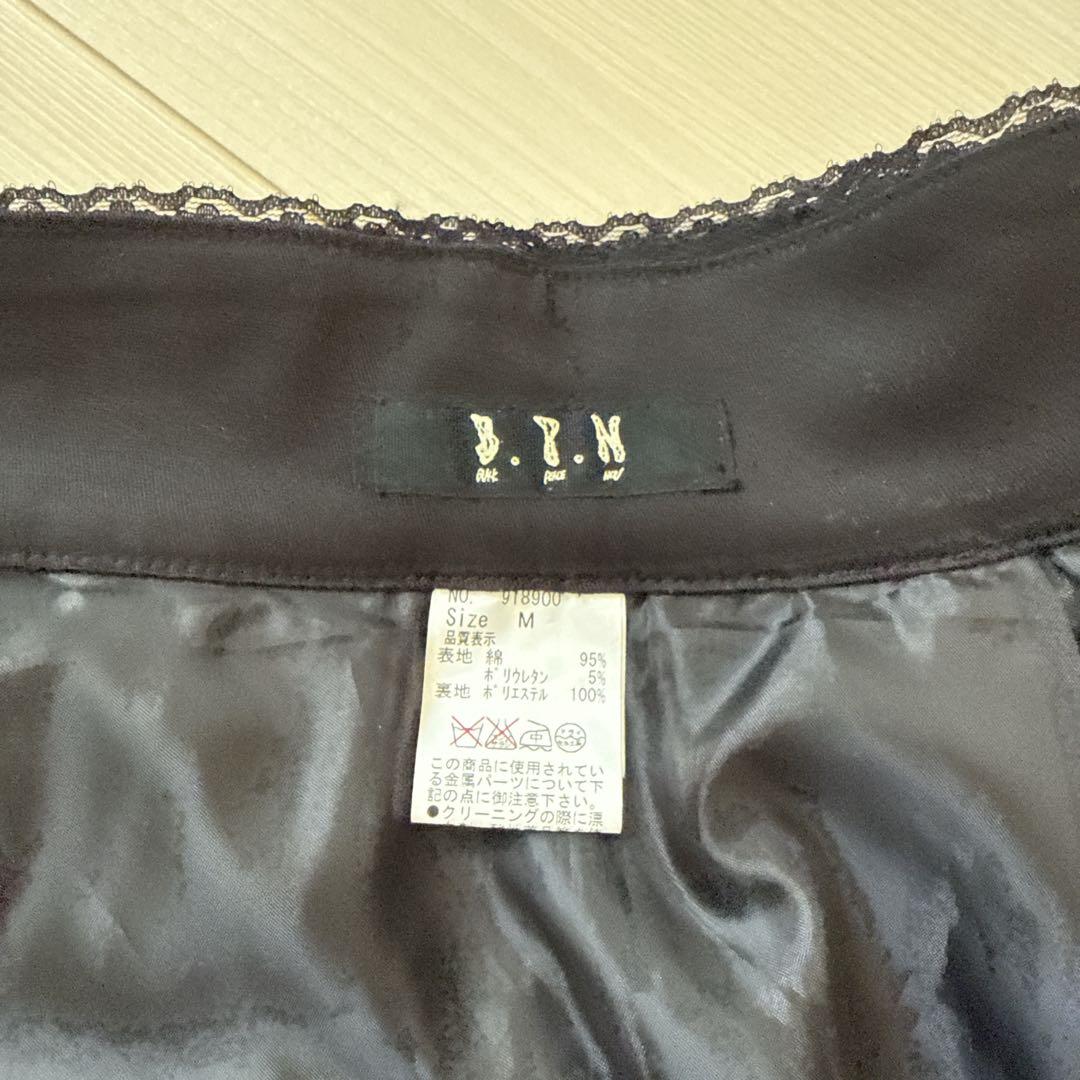 B.P.N
PEACE
NO. 918900
Size M
品質表示
表地 綿 95%
ポリウレタン 5%
裏地 ポリエステル 100%
中
この商品に使用されてい
る金属パーツについて下
記の点に御注意下さい。
●クリーニングの際に漂